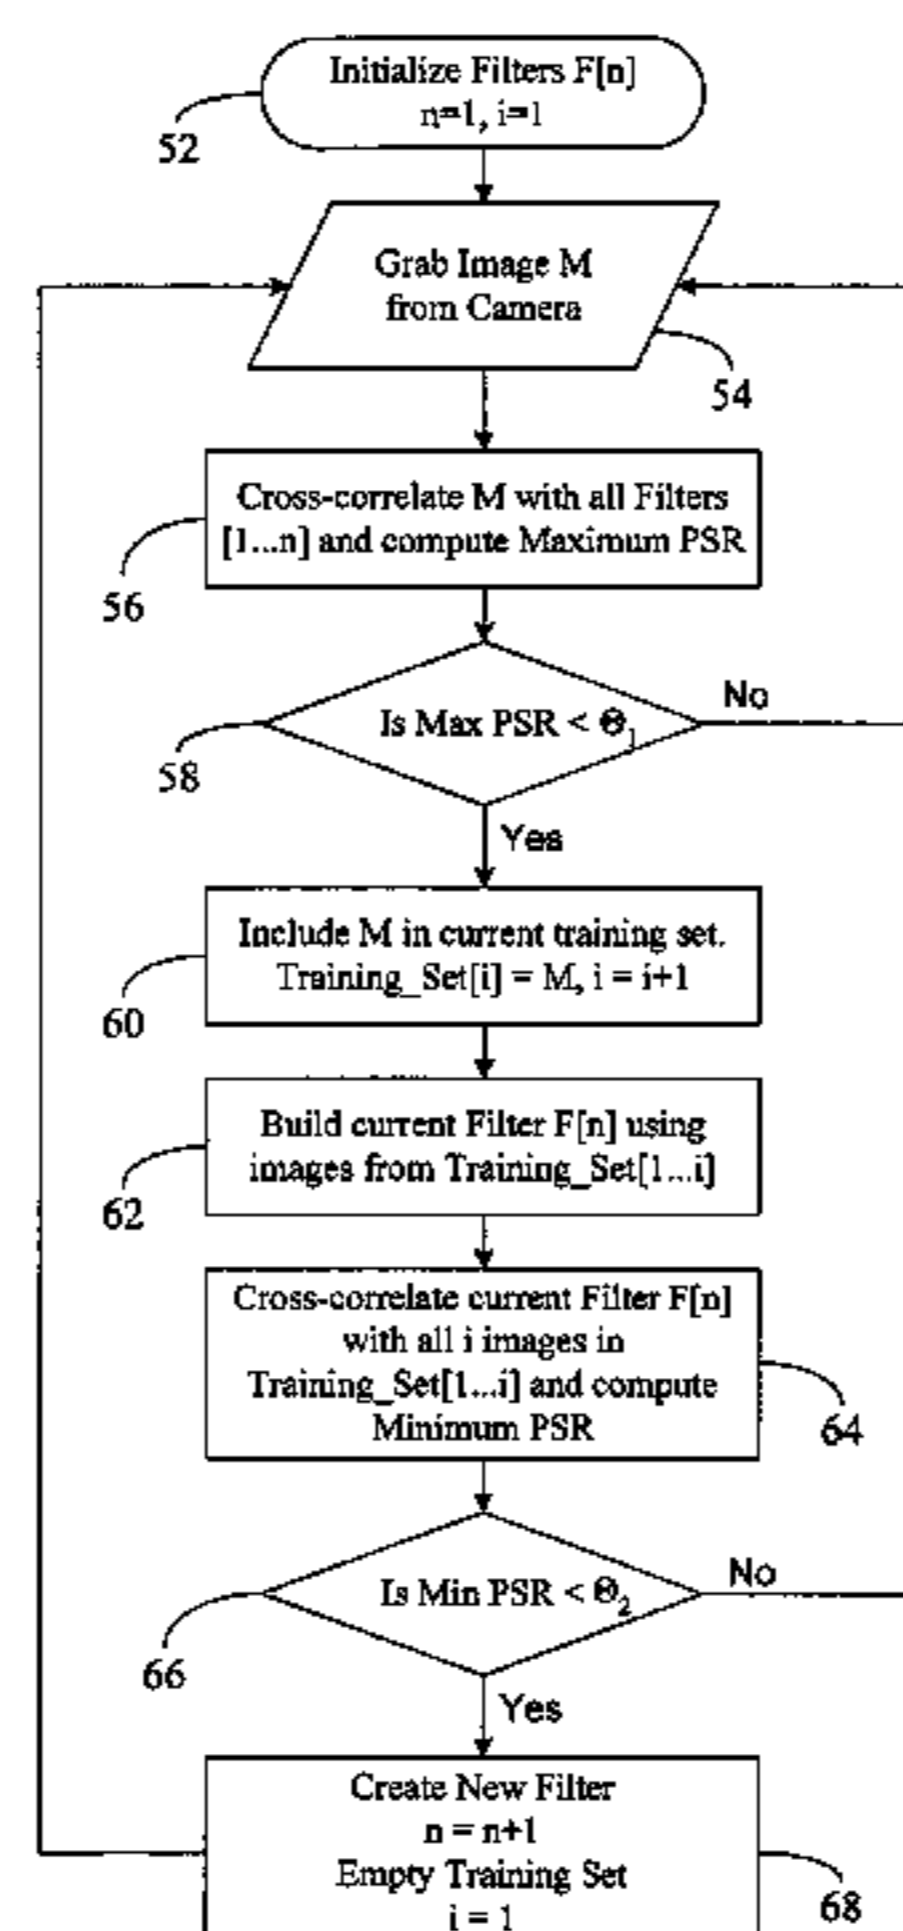 Initialize Filters F[n]
n=1, i=1
52
Grab Image M
from Camera
54
Cross-correlate M with all Filters
[1...n] and compute Maximum PSR
56
Is Max PSR < Θ1
No
58
Yes
Include M in current training set.
Training_Set[i] = M, i = i+1
60
Build current Filter F[n] using
images from Training_Set[1...i]
62
Cross-correlate current Filter F[n]
with all i images in
Training_Set[1...i] and compute
Minimum PSR
64
Is Min PSR < Θ2
No
66
Yes
Create New Filter
n = n+1
Empty Training Set
i = 1
68